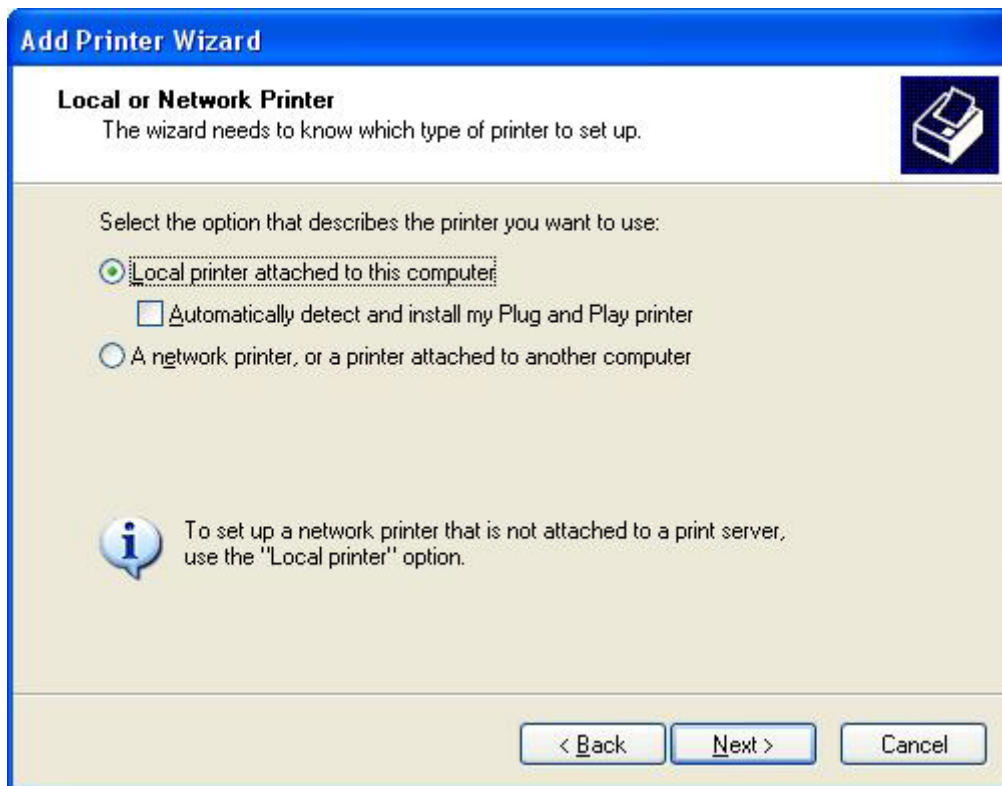 Add Printer Wizard
Local or Network Printer
The wizard needs to know which type of printer to set up.
Select the option that describes the printer you want to use:
Local printer attached to this computer
Automatically detect and install my Plug and Play printer
A network printer, or a printer attached to another computer
To set up a network printer that is not attached to a print server,
use the "Local printer" option.
< Back Next > Cancel